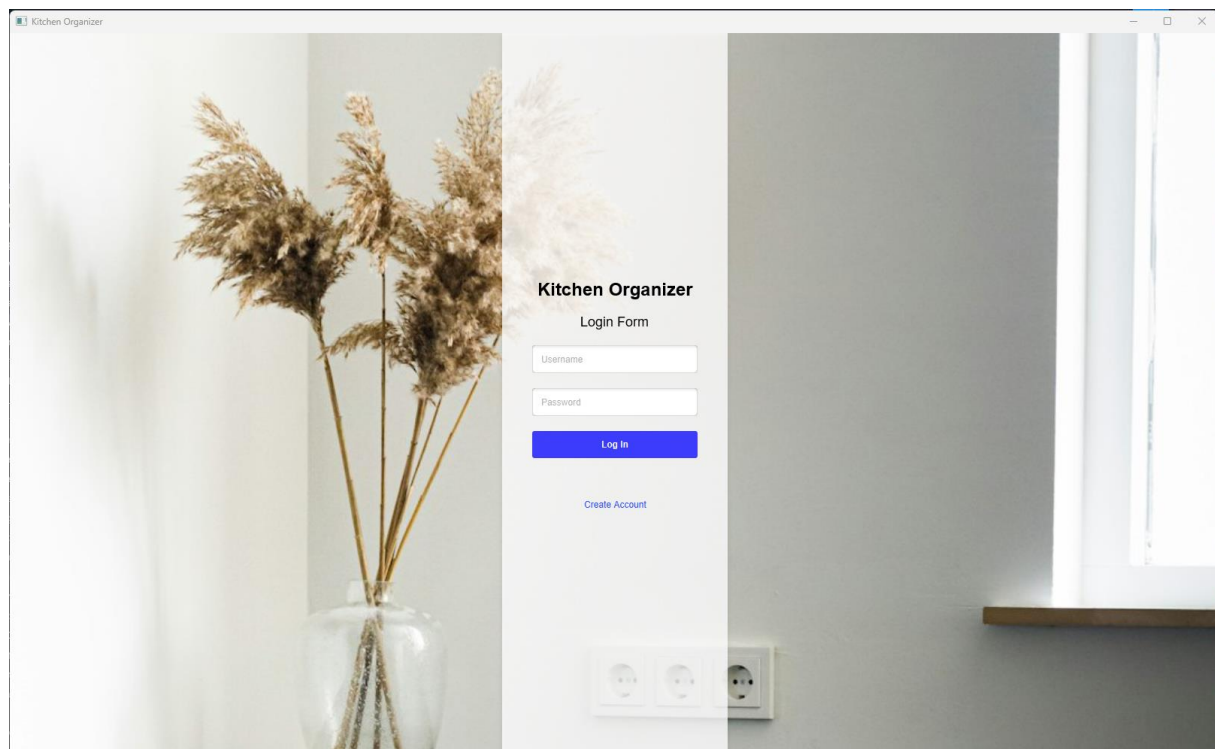 Kitchen Organizer
Kitchen Organizer
Login Form
Username
Password
Log In
Create Account